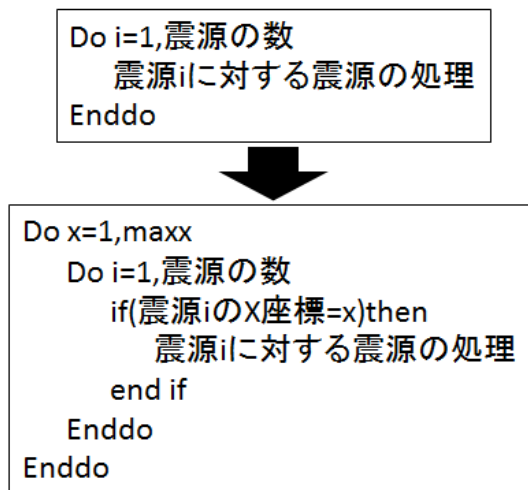 Do i=1,震源の数
震源iに対する震源の処理
Enddo
Do x=1,maxx
Do i=1,震源の数
if(震源iのX座標=x)then
震源iに対する震源の処理
end if
Enddo
Enddo